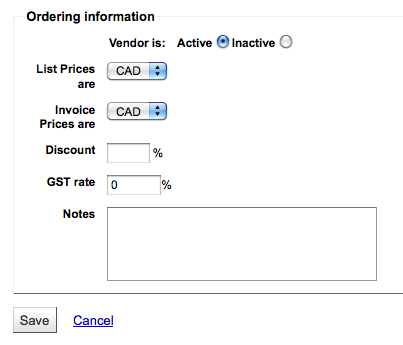 Ordering information
Vendor is: Active Inactive
List Prices are CAD
Invoice Prices are CAD
Discount %
GST rate 0 %
Notes
Save Cancel